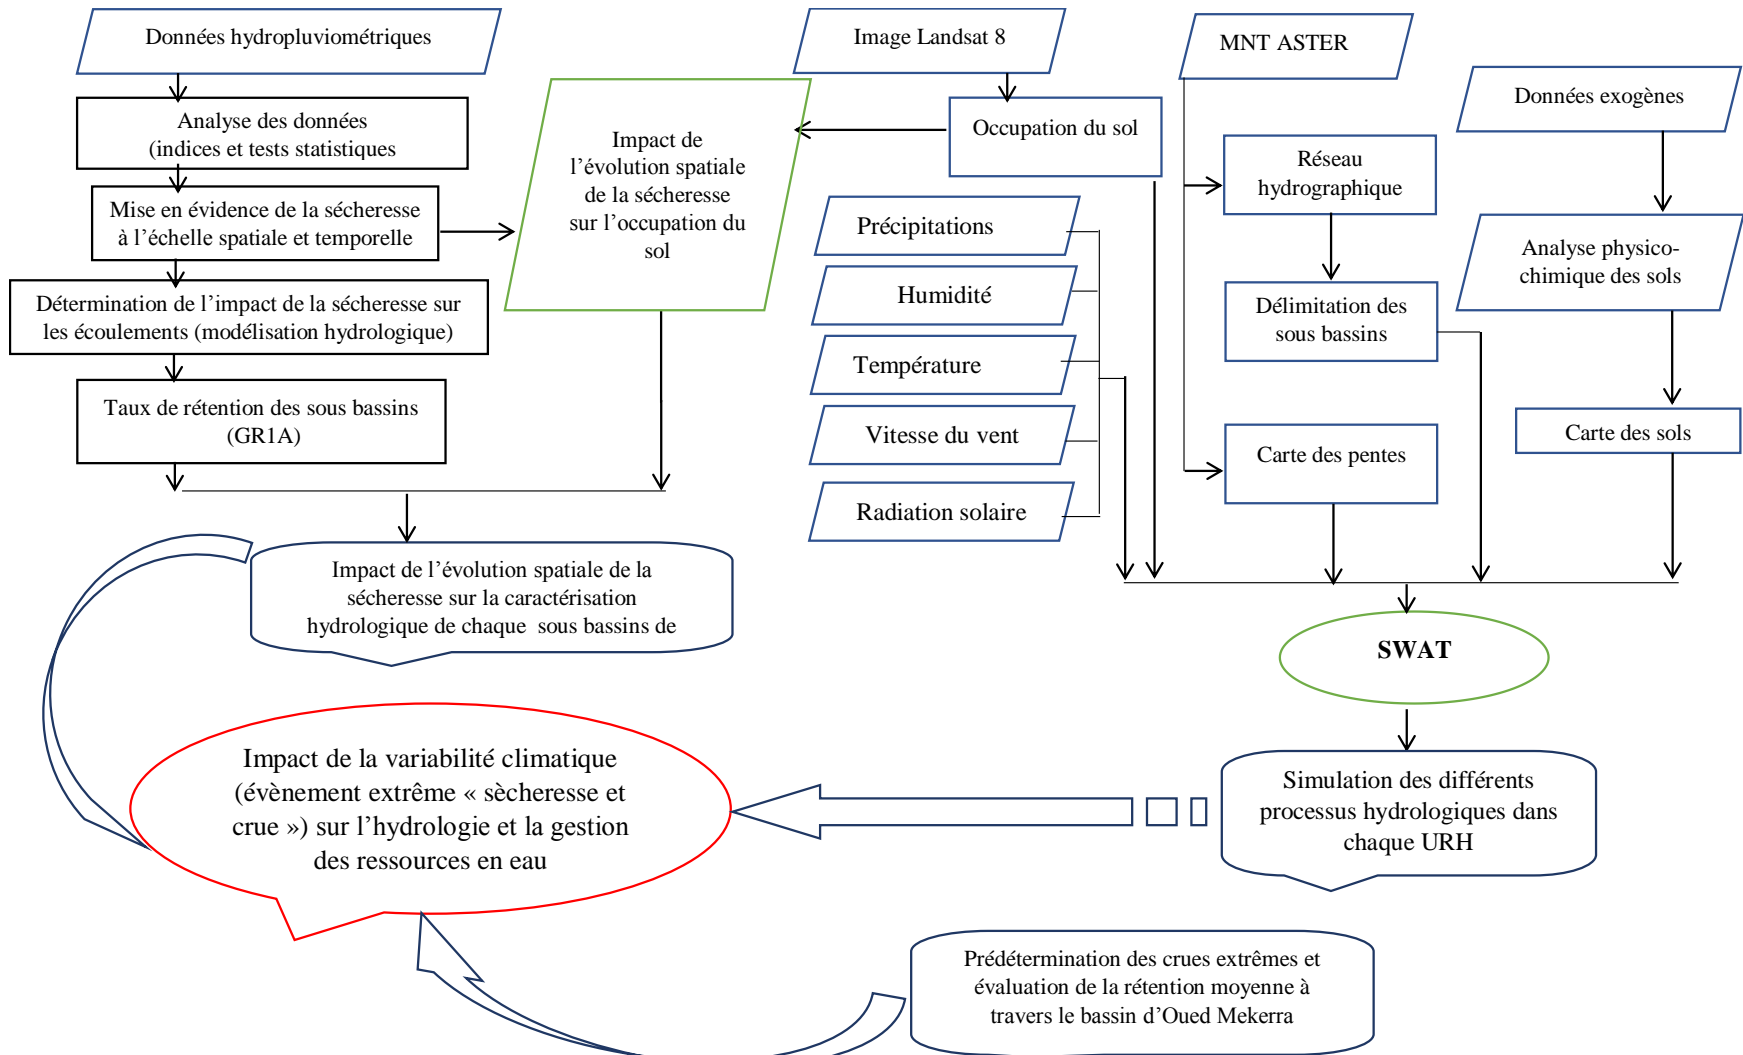 Données hydropluviométriques
Image Landsat 8
MNT ASTER
Données exogènes
Analyse des données
(indices et tests statistiques
Impact de
l’évolution spatiale
de la sécheresse
sur l’occupation du
sol
Occupation du sol
Réseau
hydrographique
Mise en évidence de la sécheresse
à l’échelle spatiale et temporelle
Précipitations
Analyse physico-
chimique des sols
Détermination de l’impact de la sécheresse sur
les écoulements (modélisation hydrologique)
Humidité
Délimitation des
sous bassins
Température
Taux de rétention des sous bassins
(GR1A)
Vitesse du vent
Carte des pentes
Carte des sols
Radiation solaire
Impact de l’évolution spatiale de la
sécheresse sur la caractérisation
hydrologique de chaque sous bassins de
SWAT
Impact de la variabilité climatique
(évènement extrême « sècheresse et
crue ») sur l’hydrologie et la gestion
des ressources en eau
Simulation des différents
processus hydrologiques dans
chaque URH
Prédétermination des crues extrêmes et
évaluation de la rétention moyenne à
travers le bassin d’Oued Mekerra